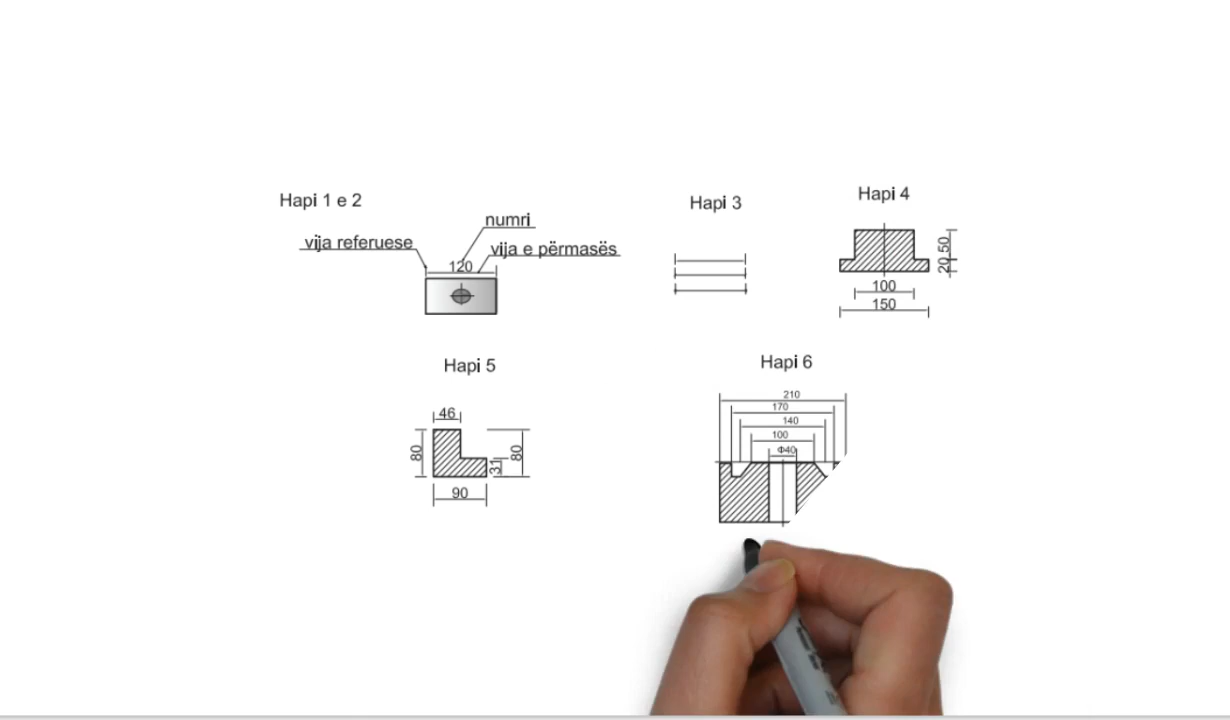 Hapi 1 e 2
numri
vija referuese
vija e përmasës
120
Hapi 3
Hapi 4
50
20
100
150
Hapi 5
46
80
31
80
90
Hapi 6
210
170
140
100
Φ40